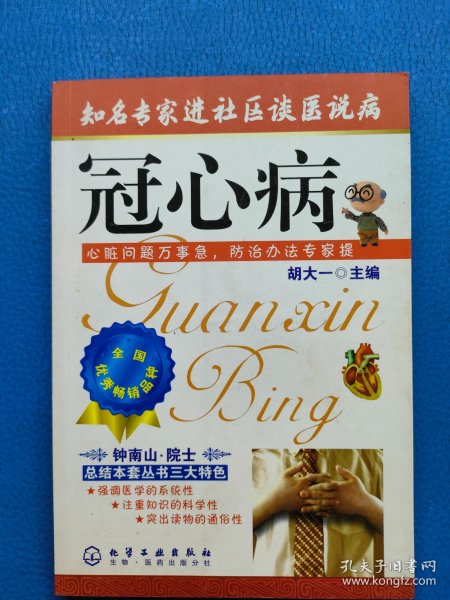 知名专家进社区谈医说病
冠心病
心脏问题万事急，防治办法专家提
胡大一◎主编
Guanxin
Bing
全国
优秀畅销品种
钟南山·院士
总结本套丛书三大特色
★强调医学的系统性
★注重知识的科学性
★突出读物的通俗性
化学工业出版社
生物·医药出版分社
孔夫子旧书网
www.kongfz.com